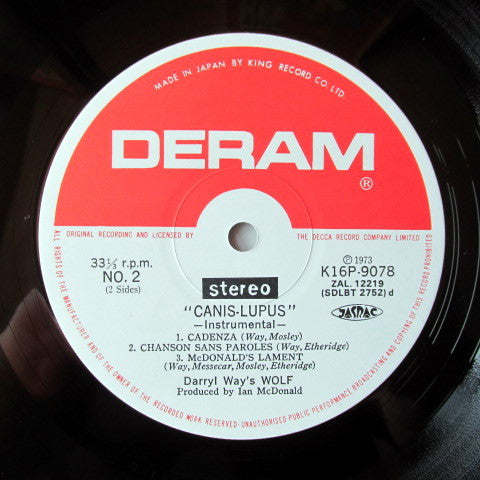 MADE IN JAPAN BY KING RECORD CO. LTD.
DERAM
®
ORIGINAL RECORDING AND LICENSED BY
THE DECCA RECORD COMPANY LIMITED
33⅓ r.p.m.
NO. 2
(2 Sides)
stereo
Ⓟ 1973
K16P-9078
ZAL. 12219
(SDLBT 2752) d
JASRAC
"CANIS-LUPUS"
—Instrumental—
1. CADENZA (Way, Mosley)
2. CHANSON SANS PAROLES (Way, Etheridge)
3. McDONALD'S LAMENT
(Way, Messecar, Mosley, Etheridge)
Darryl Way's WOLF
Produced by Ian McDonald
ALL RIGHTS OF THE MANUFACTURER AND OF THE OWNER OF THE RECORDED WORK RESERVED-UNAUTHORISED PUBLIC PERFORMANCE BROADCASTING AND COPYING OF THIS RECORD PROHIBITED